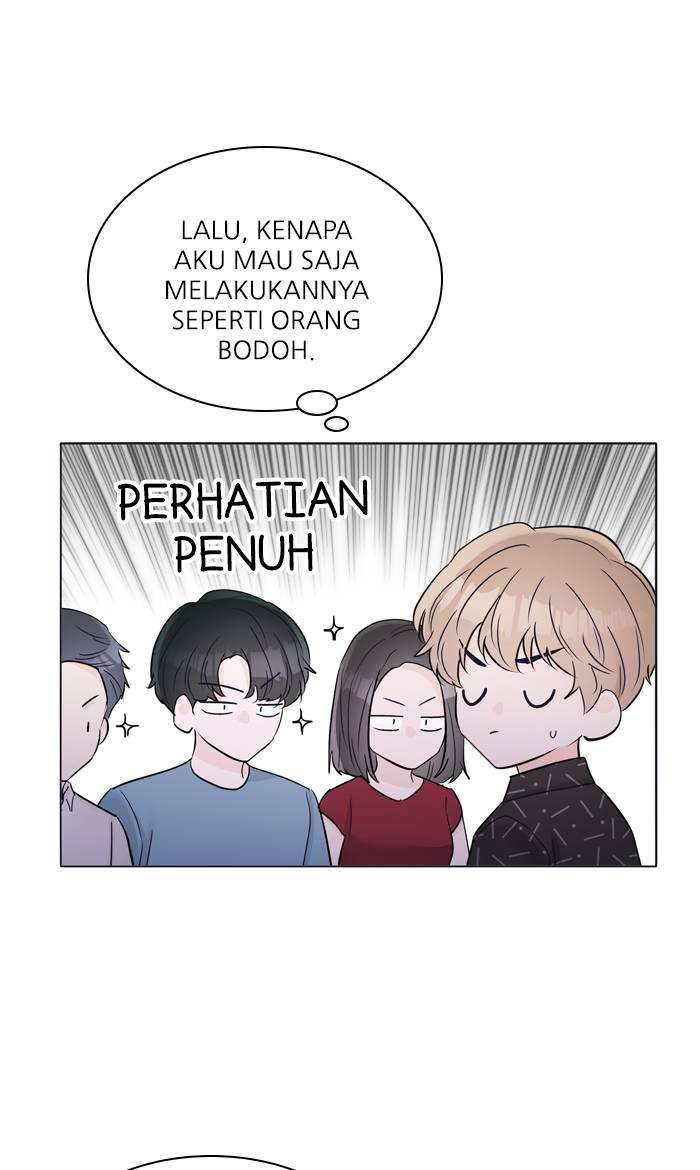 LALU, KENAPA
AKU MAU SAJA
MELAKUKANNYA
SEPERTI ORANG
BODOH.
PERHATIAN
PENUH